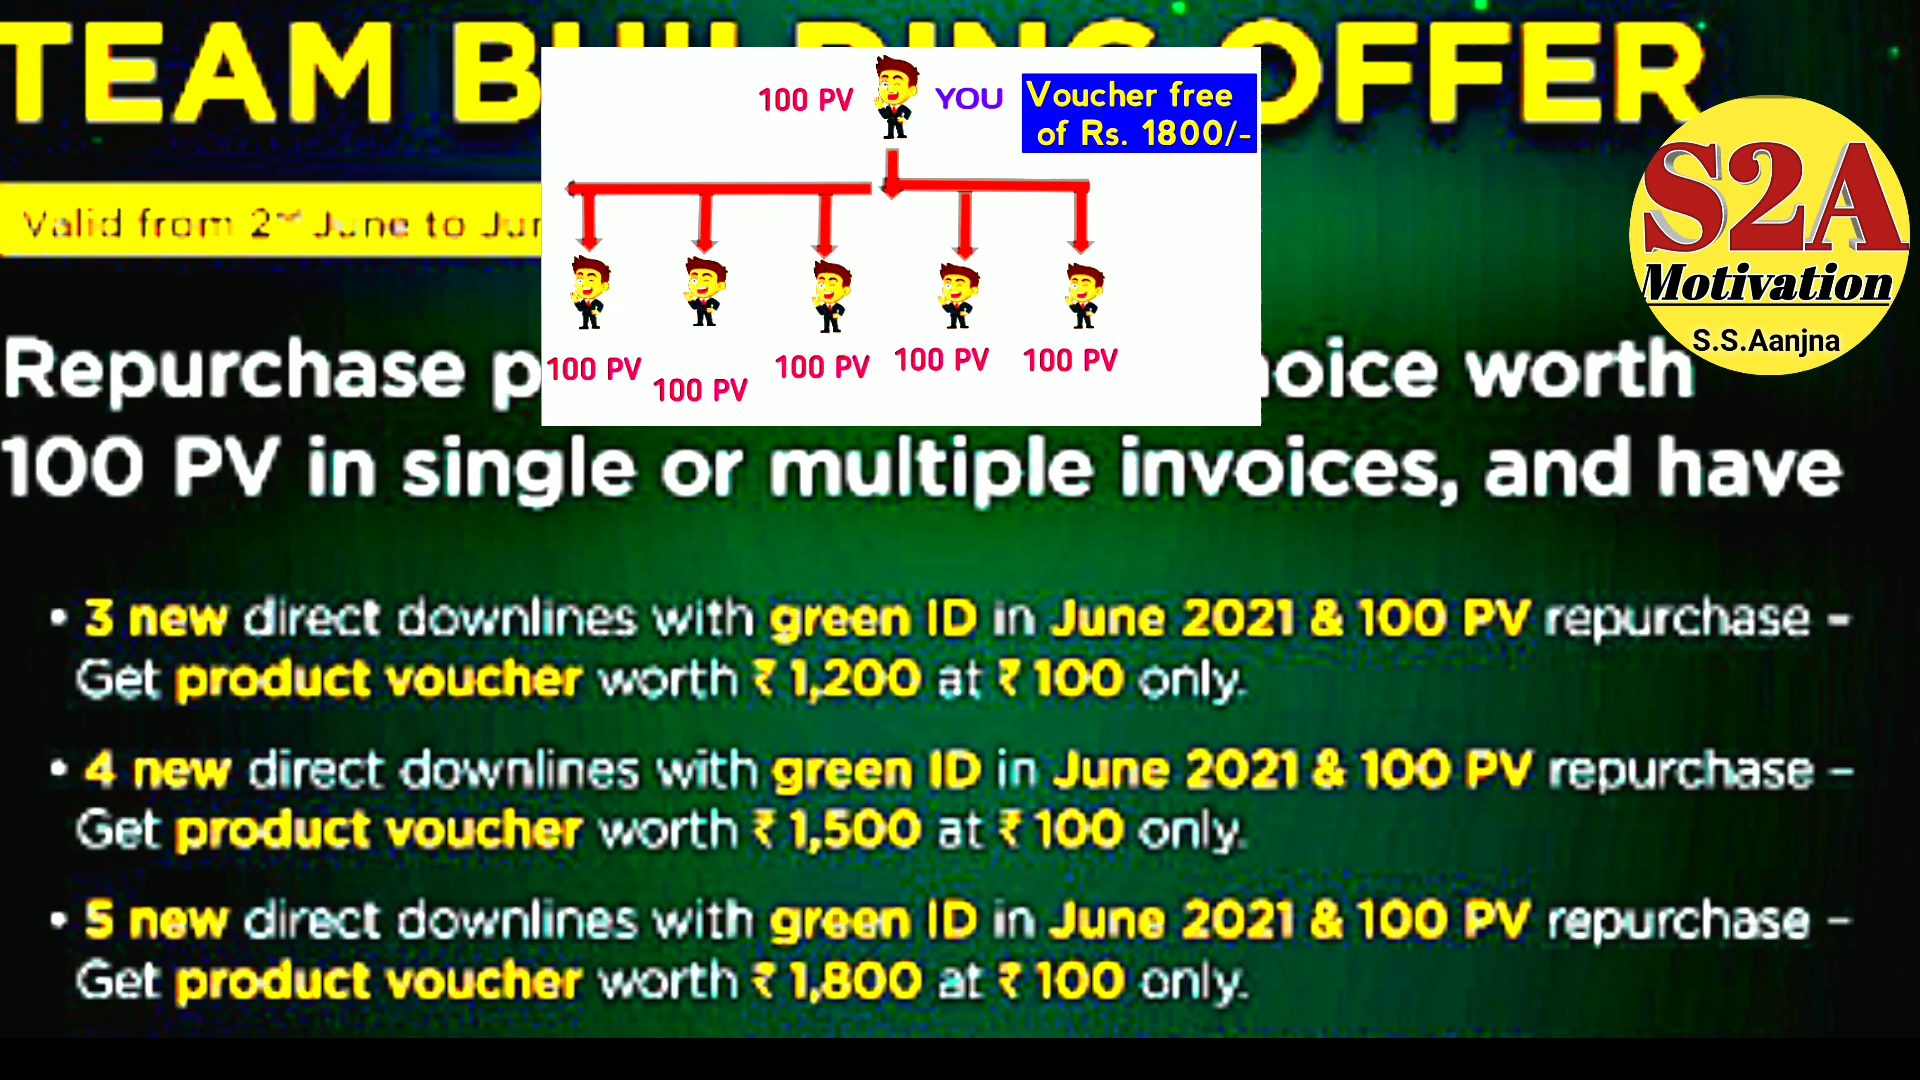 TEAM B
OFFER
100 PV
YOU
Voucher free
of Rs. 1800/-
S2A
Motivation
S.S.Aanjna
Valid from 2nd June to
100 PV
100 PV
100 PV
100 PV
100 PV
Repurchase
worth
100 PV in single or multiple invoices, and have
• 3 new direct downlines with green ID in June 2021 & 100 PV repurchase –
Get product voucher worth ₹ 1,200 at ₹ 100 only.
• 4 new direct downlines with green ID in June 2021 & 100 PV repurchase –
Get product voucher worth ₹ 1,500 at ₹ 100 only.
• 5 new direct downlines with green ID in June 2021 & 100 PV repurchase –
Get product voucher worth ₹ 1,800 at ₹ 100 only.